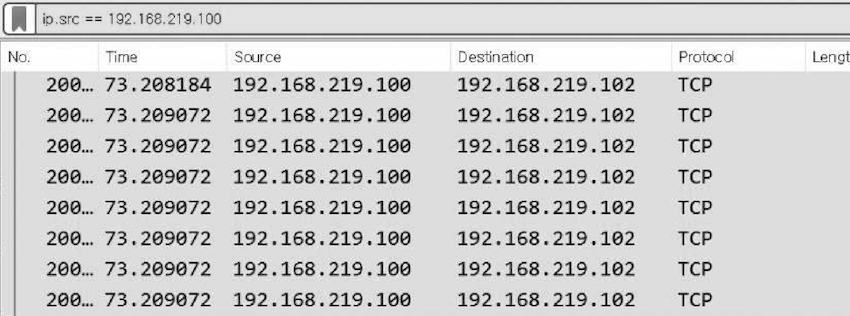 ip.src == 192.168.219.100
No. Time Source Destination Protocol Lengt
200... 73.208184 192.168.219.100 192.168.219.102 TCP
200... 73.209072 192.168.219.100 192.168.219.102 TCP
200... 73.209072 192.168.219.100 192.168.219.102 TCP
200... 73.209072 192.168.219.100 192.168.219.102 TCP
200... 73.209072 192.168.219.100 192.168.219.102 TCP
200... 73.209072 192.168.219.100 192.168.219.102 TCP
200... 73.209072 192.168.219.100 192.168.219.102 TCP
200... 73.209072 192.168.219.100 192.168.219.102 TCP